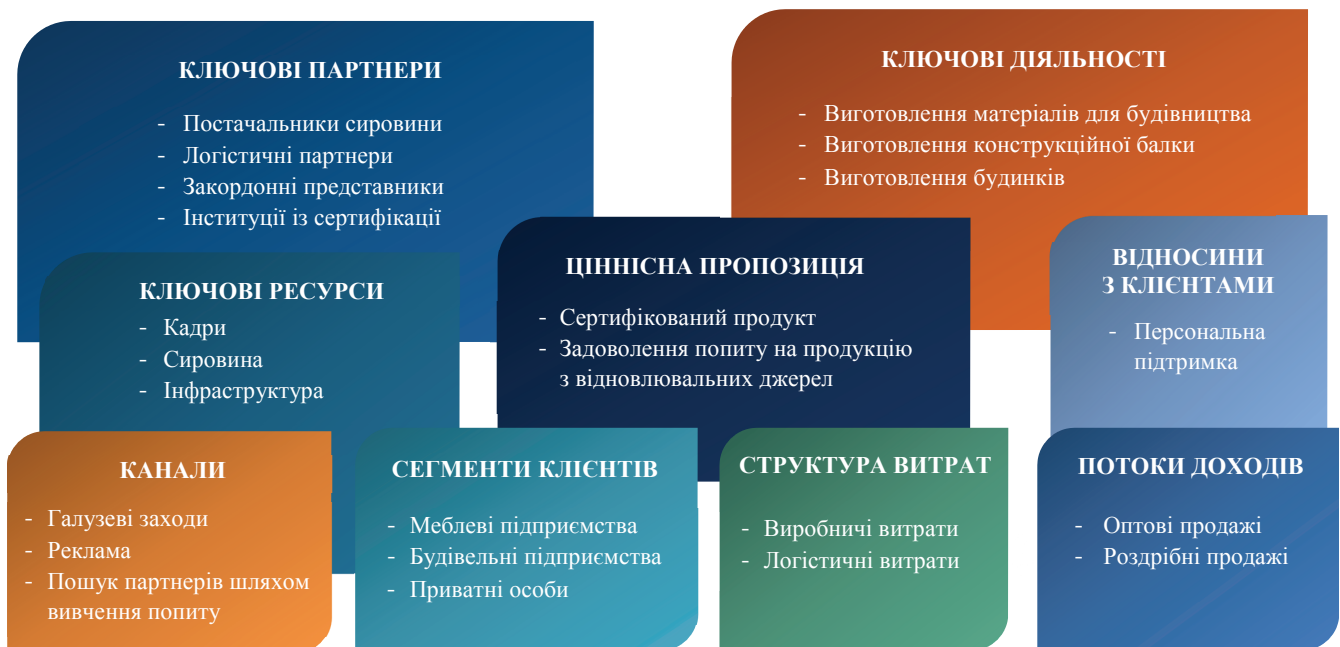 КЛЮЧОВІ ПАРТНЕРИ
- Постачальники сировини
- Логістичні партнери
- Закордонні представники
- Інституції із сертифікації
КЛЮЧОВІ ДІЯЛЬНОСТІ
- Виготовлення матеріалів для будівництва
- Виготовлення конструкційної балки
- Виготовлення будинків
КЛЮЧОВІ РЕСУРСИ
- Кадри
- Сировина
- Інфраструктура
ЦІННІСНА ПРОПОЗИЦІЯ
- Сертифікований продукт
- Задоволення попиту на продукцію
з відновлювальних джерел
ВІДНОСИНИ
З КЛІЄНТАМИ
- Персональна
підтримка
КАНАЛИ
- Галузеві заходи
- Реклама
- Пошук партнерів шляхом
вивчення попиту
СЕГМЕНТИ КЛІЄНТІВ
- Меблеві підприємства
- Будівельні підприємства
- Приватні особи
СТРУКТУРА ВИТРАТ
- Виробничі витрати
- Логістичні витрати
ПОТОКИ ДОХОДІВ
- Оптові продажі
- Роздрібні продажі